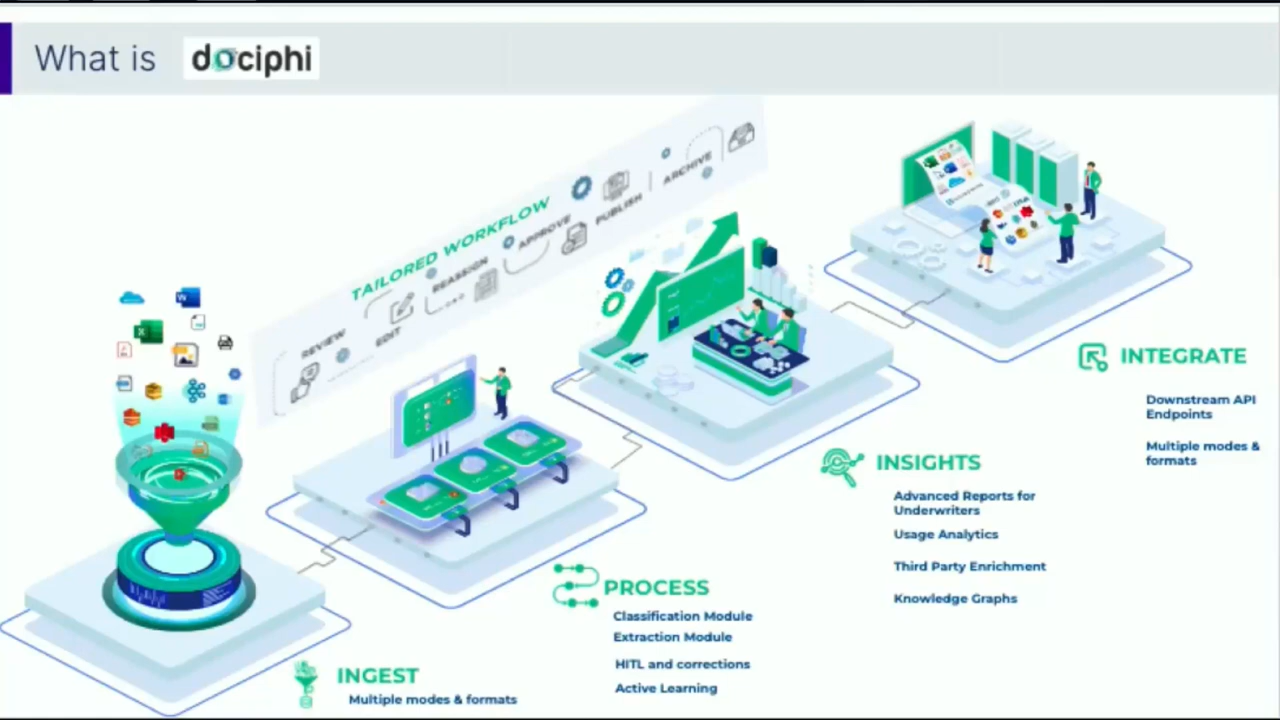 What is dociphi
TAILORED WORKFLOW
REVIEW
EDIT
REASSIGN
APPROVE
PUBLISH
ARCHIVE
INGEST
Multiple modes & formats
PROCESS
Classification Module
Extraction Module
HITL and corrections
Active Learning
INSIGHTS
Advanced Reports for
Underwriters
Usage Analytics
Third Party Enrichment
Knowledge Graphs
INTEGRATE
Downstream API
Endpoints
Multiple modes &
formats